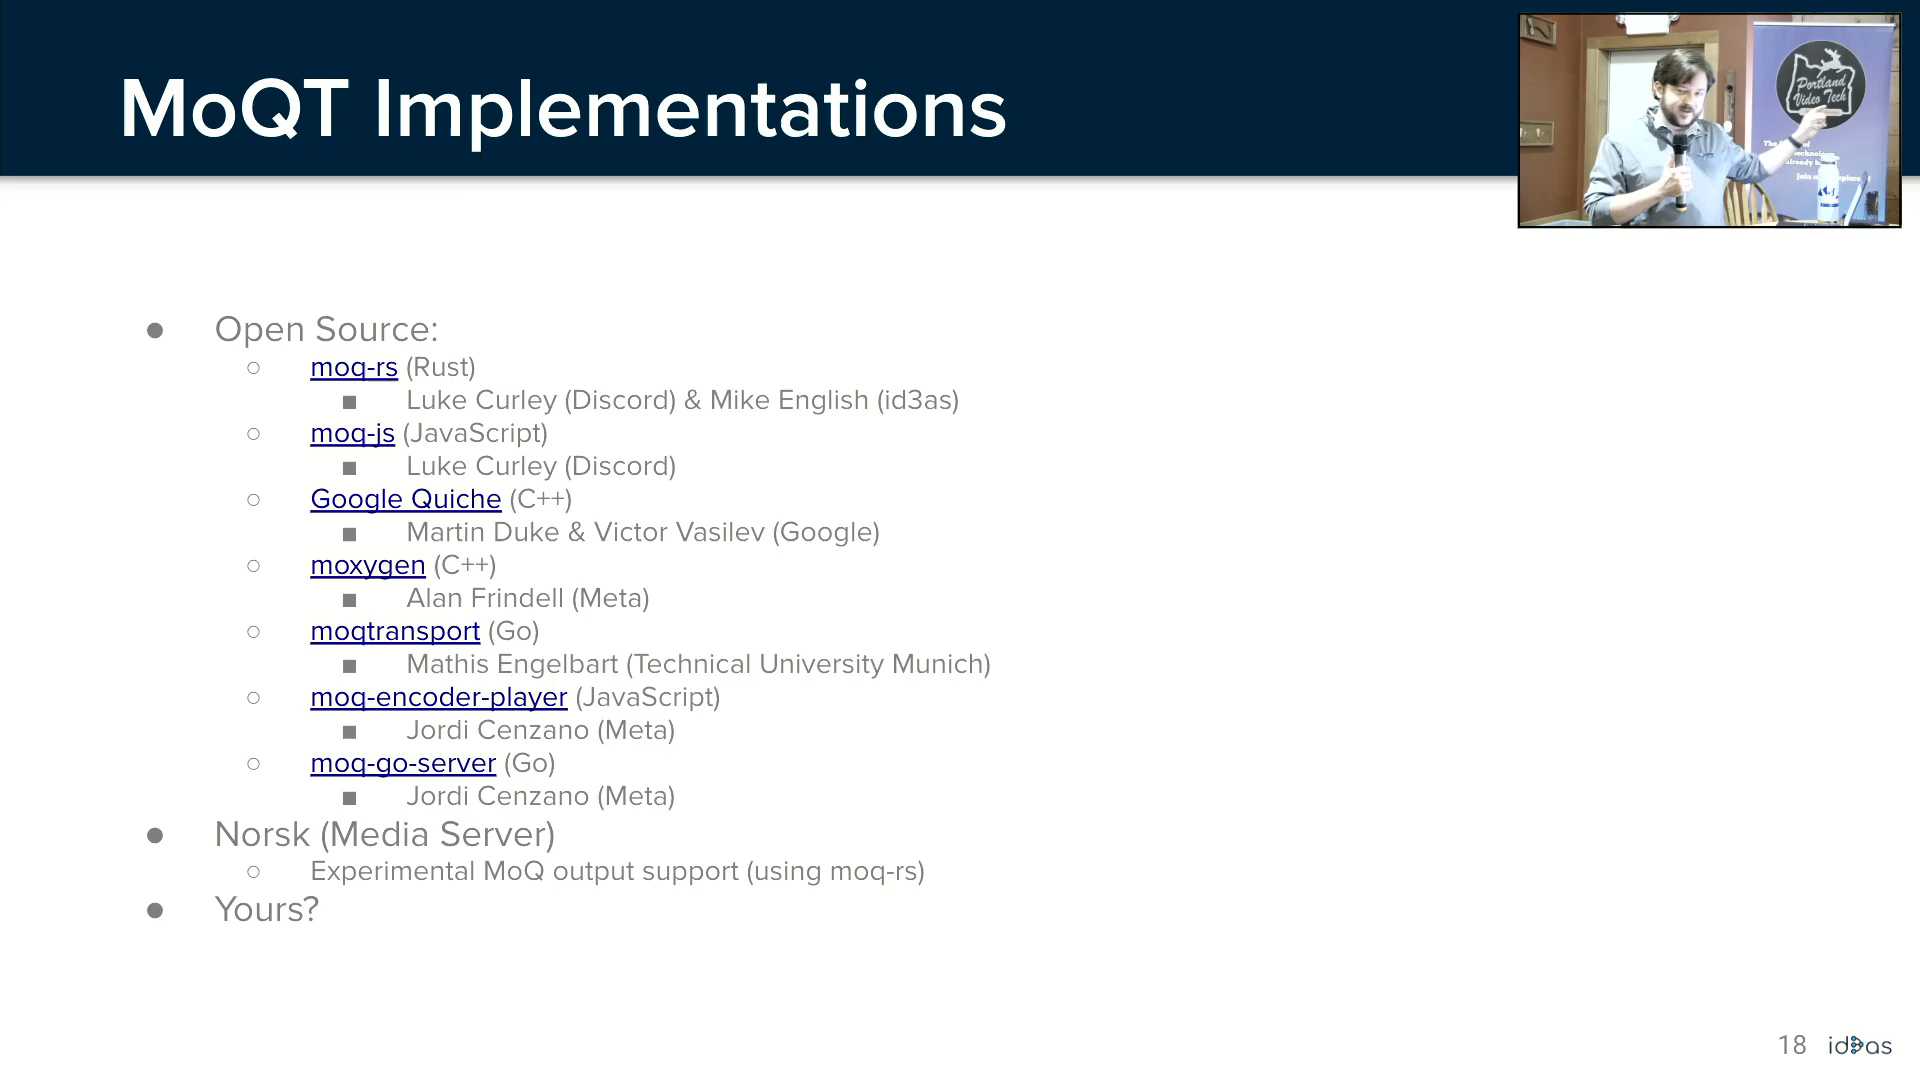 MoQT Implementations
Portland
Video Tech
Open Source:
moq-rs (Rust)
Luke Curley (Discord) & Mike English (id3as)
moq-js (JavaScript)
Luke Curley (Discord)
Google Quiche (C++)
Martin Duke & Victor Vasilev (Google)
moxygen (C++)
Alan Frindell (Meta)
moqtransport (Go)
Mathis Engelbart (Technical University Munich)
moq-encoder-player (JavaScript)
Jordi Cenzano (Meta)
moq-go-server (Go)
Jordi Cenzano (Meta)
Norsk (Media Server)
Experimental MoQ output support (using moq-rs)
Yours?
18 id3as